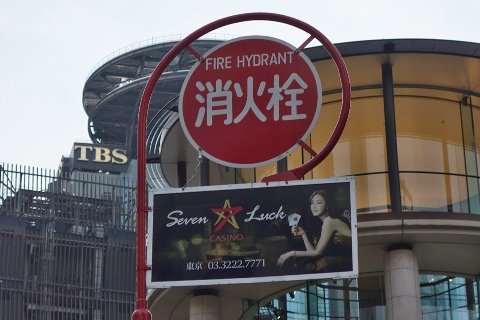 FIRE HYDRANT
消火栓
TBS
Seven Luck
CASINO
東京 03.3222.7771